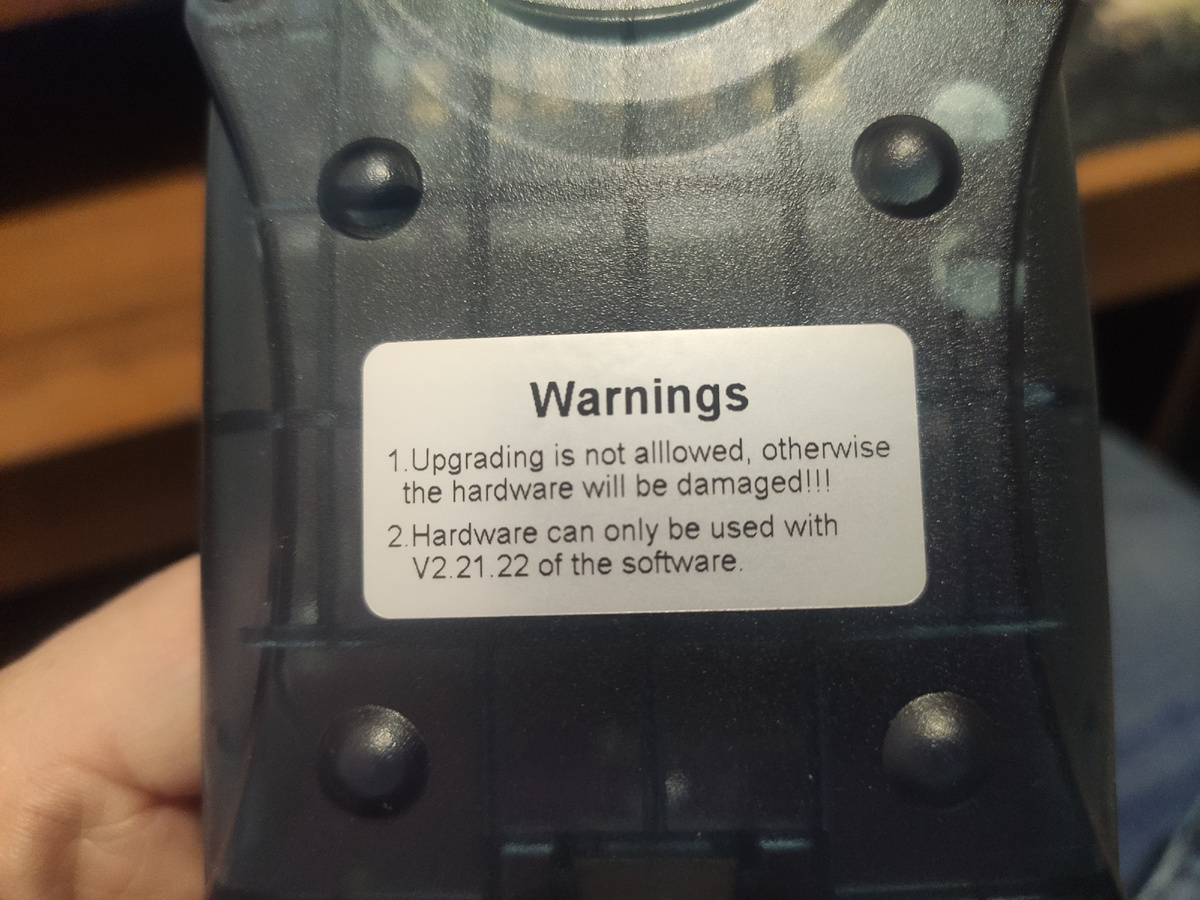 Warnings
1.Upgrading is not alllowed, otherwise
the hardware will be damaged!!!
2.Hardware can only be used with
V2.21.22 of the software.